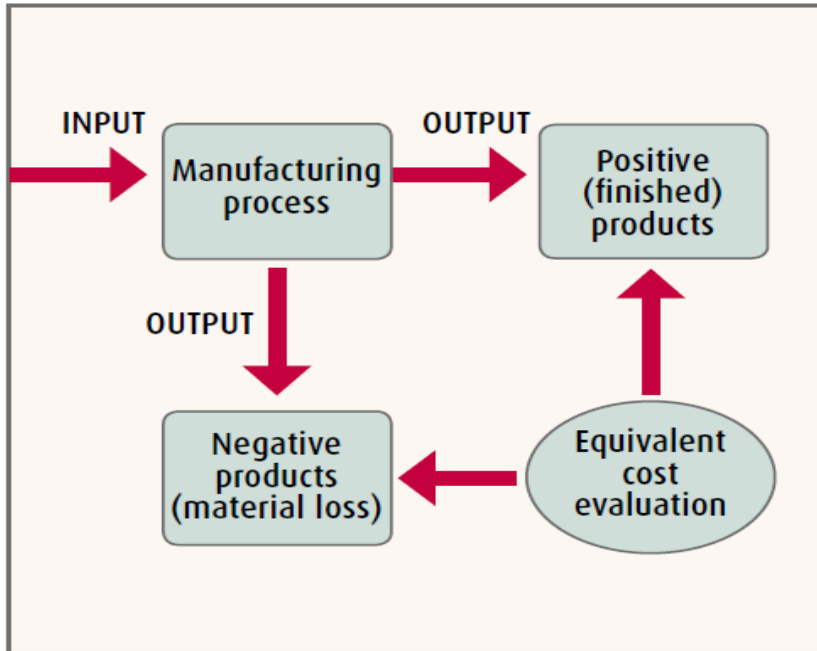 INPUT
Manufacturing
process
OUTPUT
Positive
(finished)
products
OUTPUT
Negative
products
(material loss)
Equivalent
cost
evaluation